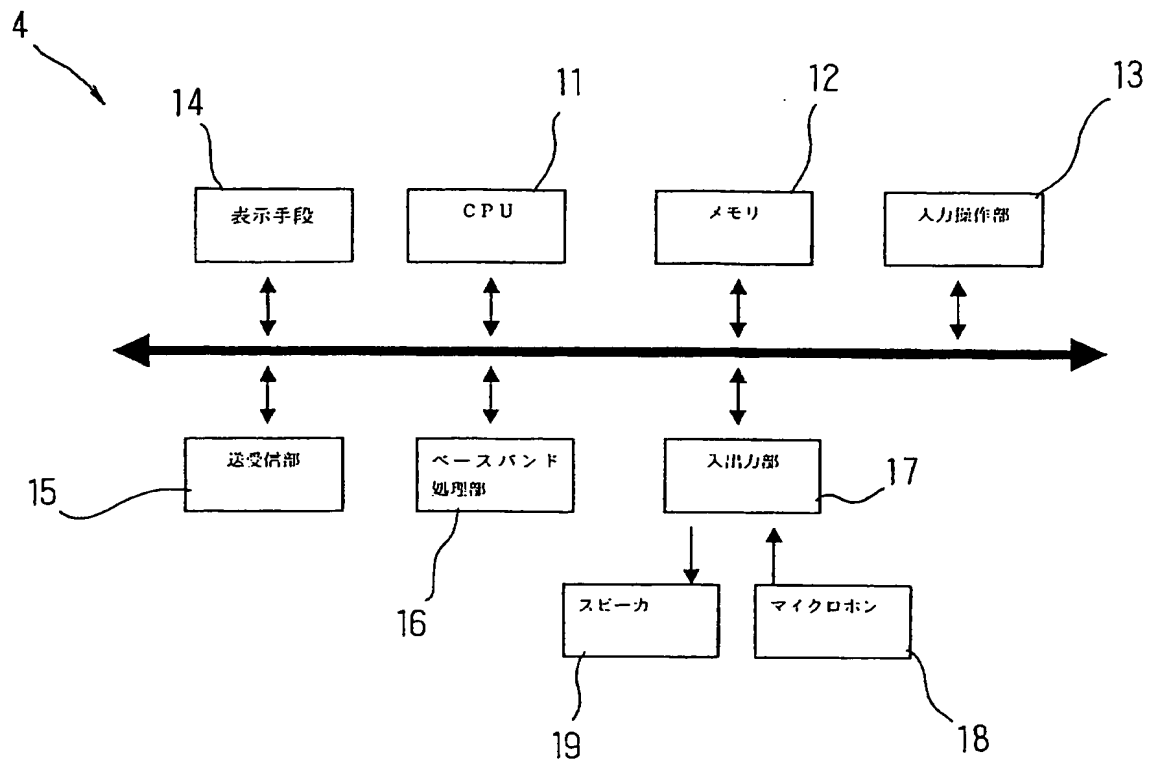 4
14
11
12
13
表示手段
CPU
メモリ
入力操作部
送受信部
ベースバンド
処理部
入出力部
15
16
17
スピーカ
マイクロホン
19
18